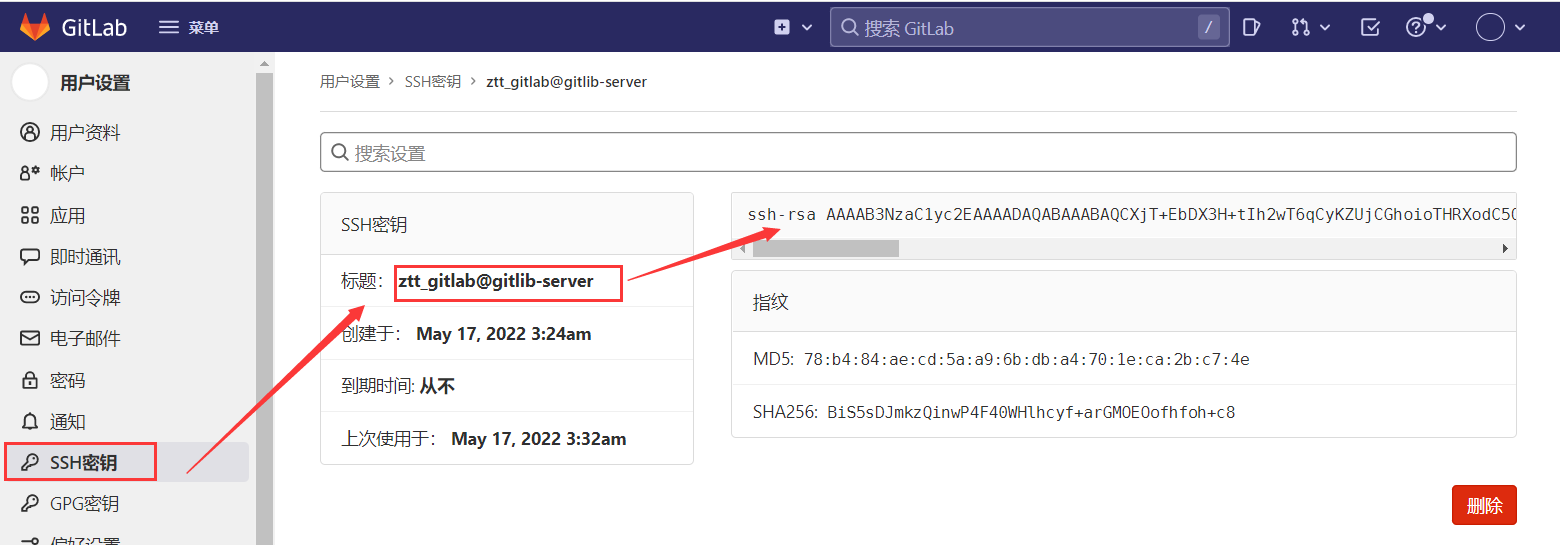 GitLab 菜单 搜索 GitLab /
用户设置
用户资料
帐户
应用
即时通讯
访问令牌
电子邮件
密码
通知
SSH密钥
GPG密钥
偏好设置
用户设置 > SSH密钥 > ztt_gitlab@gitlib-server
搜索设置
SSH密钥
标题: ztt_gitlab@gitlib-server
创建于: May 17, 2022 3:24am
到期时间: 从不
上次使用于: May 17, 2022 3:32am
ssh-rsa AAAAB3NzaC1yc2EAAAADAQABAAABAQCXjT+EbDX3H+tIh2wT6qCyKZUjCGhoioTHRXodC5
指纹
MD5: 78:b4:84:ae:cd:5a:a9:6b:db:a4:70:1e:ca:2b:c7:4e
SHA256: BiS5sDJmkzQinwP4F40WHlhcyf+arGMOEOofhfoh+c8
删除